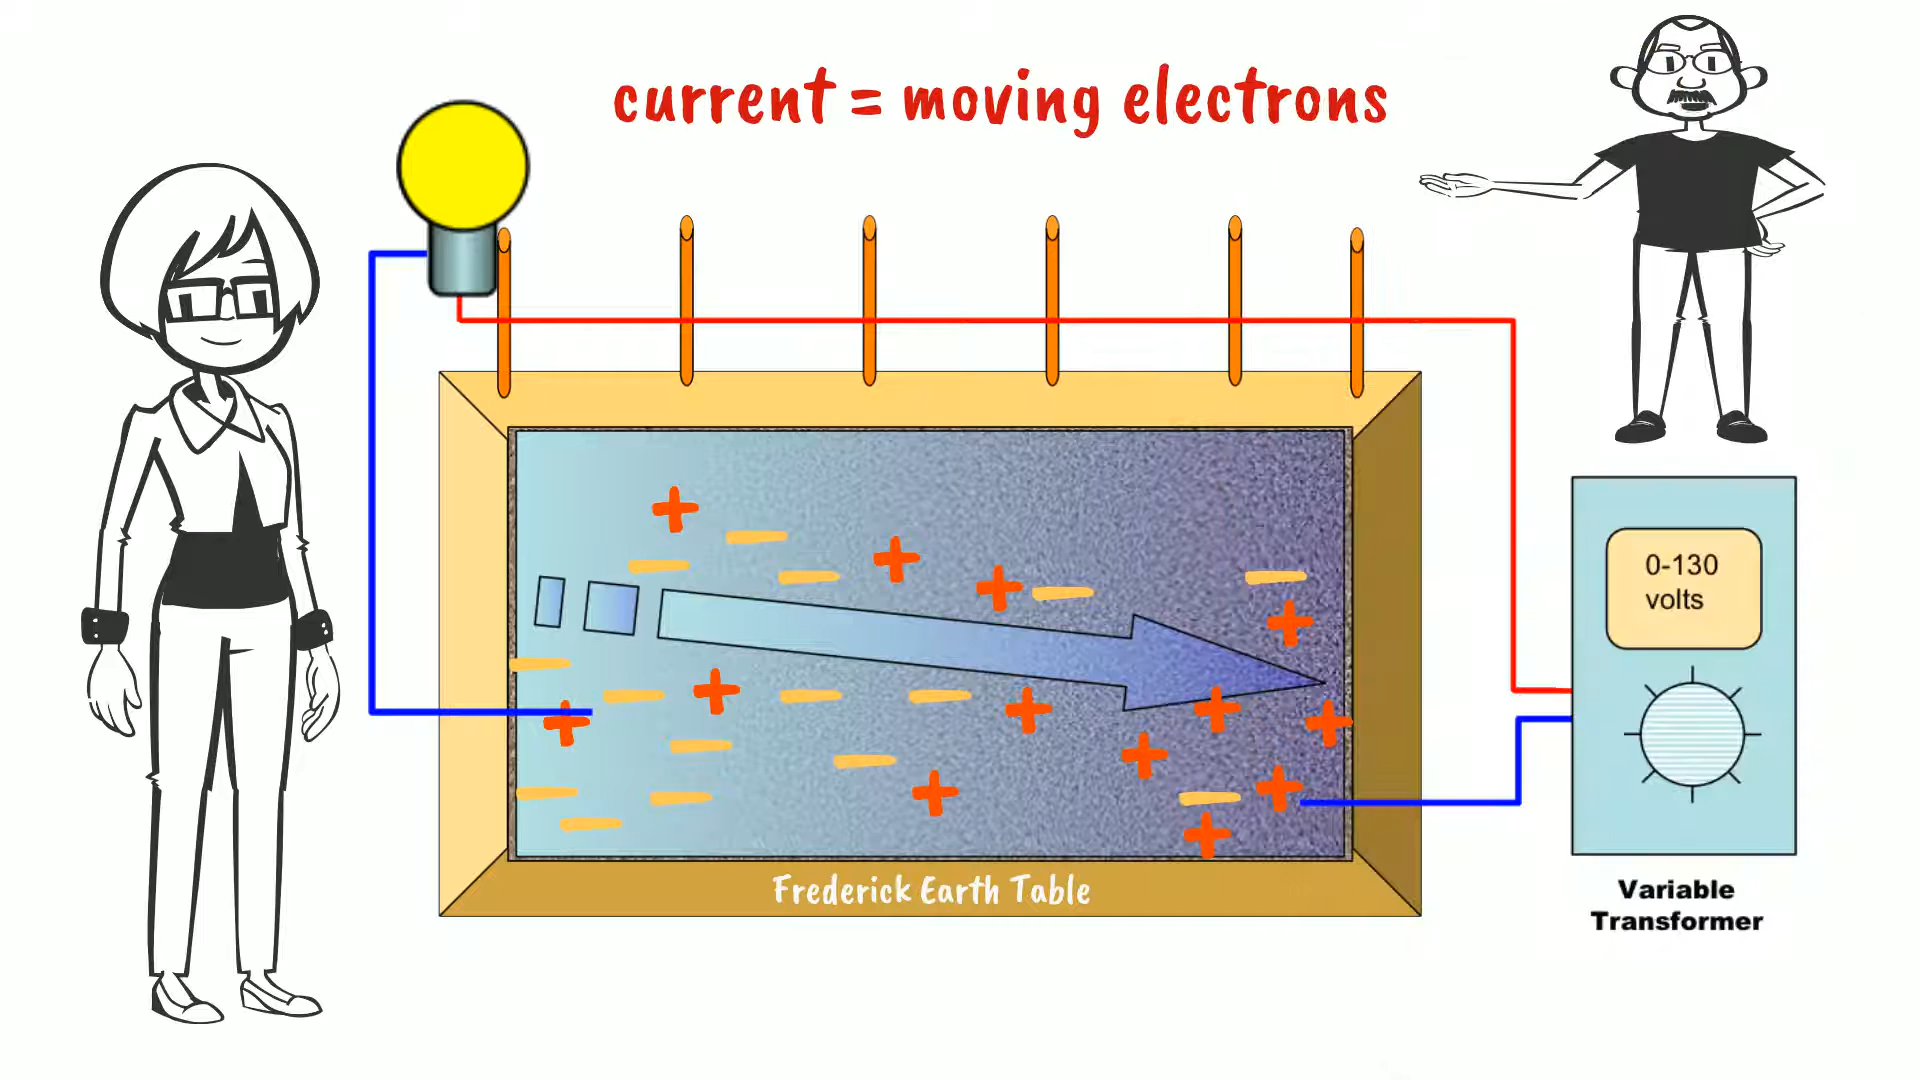 current = moving electrons
0-130
volts
Frederick Earth Table
Variable
Transformer